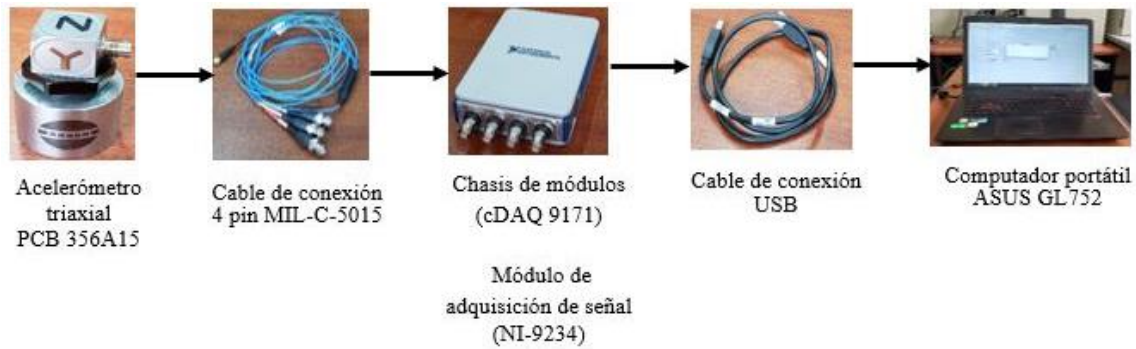 Z
Y
Acelerómetro
triaxial
PCB 356A15
Cable de conexión
4 pin MIL-C-5015
Chasis de módulos
(cDAQ 9171)
Módulo de
adquisición de señal
(NI-9234)
Cable de conexión
USB
Computador portátil
ASUS GL752